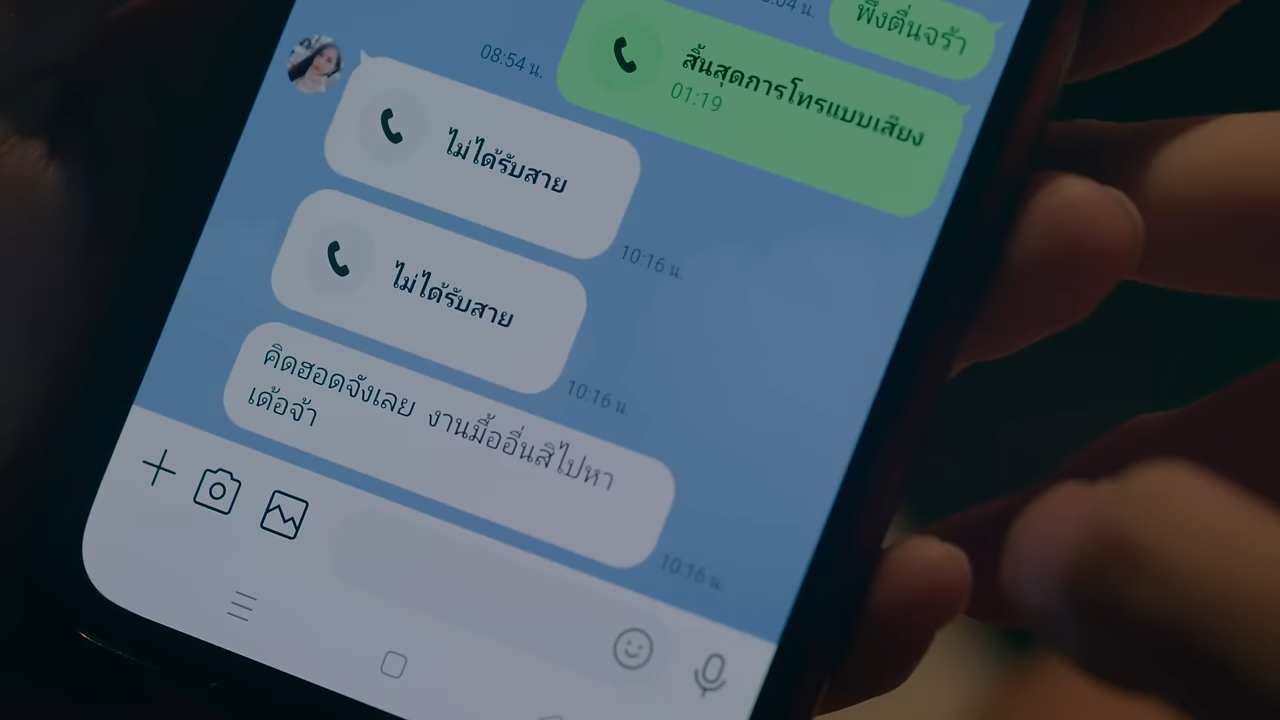 พึ่งตื่นจร้า
08:54 น.
สิ้นสุดการโทรแบบเสียง
01:19
ไม่ได้รับสาย
10:16 น.
ไม่ได้รับสาย
10:16 น.
คิดฮอดจังเลย งานมื้ออื่นสิไปหา
เด้อจ้า
10:16 น.